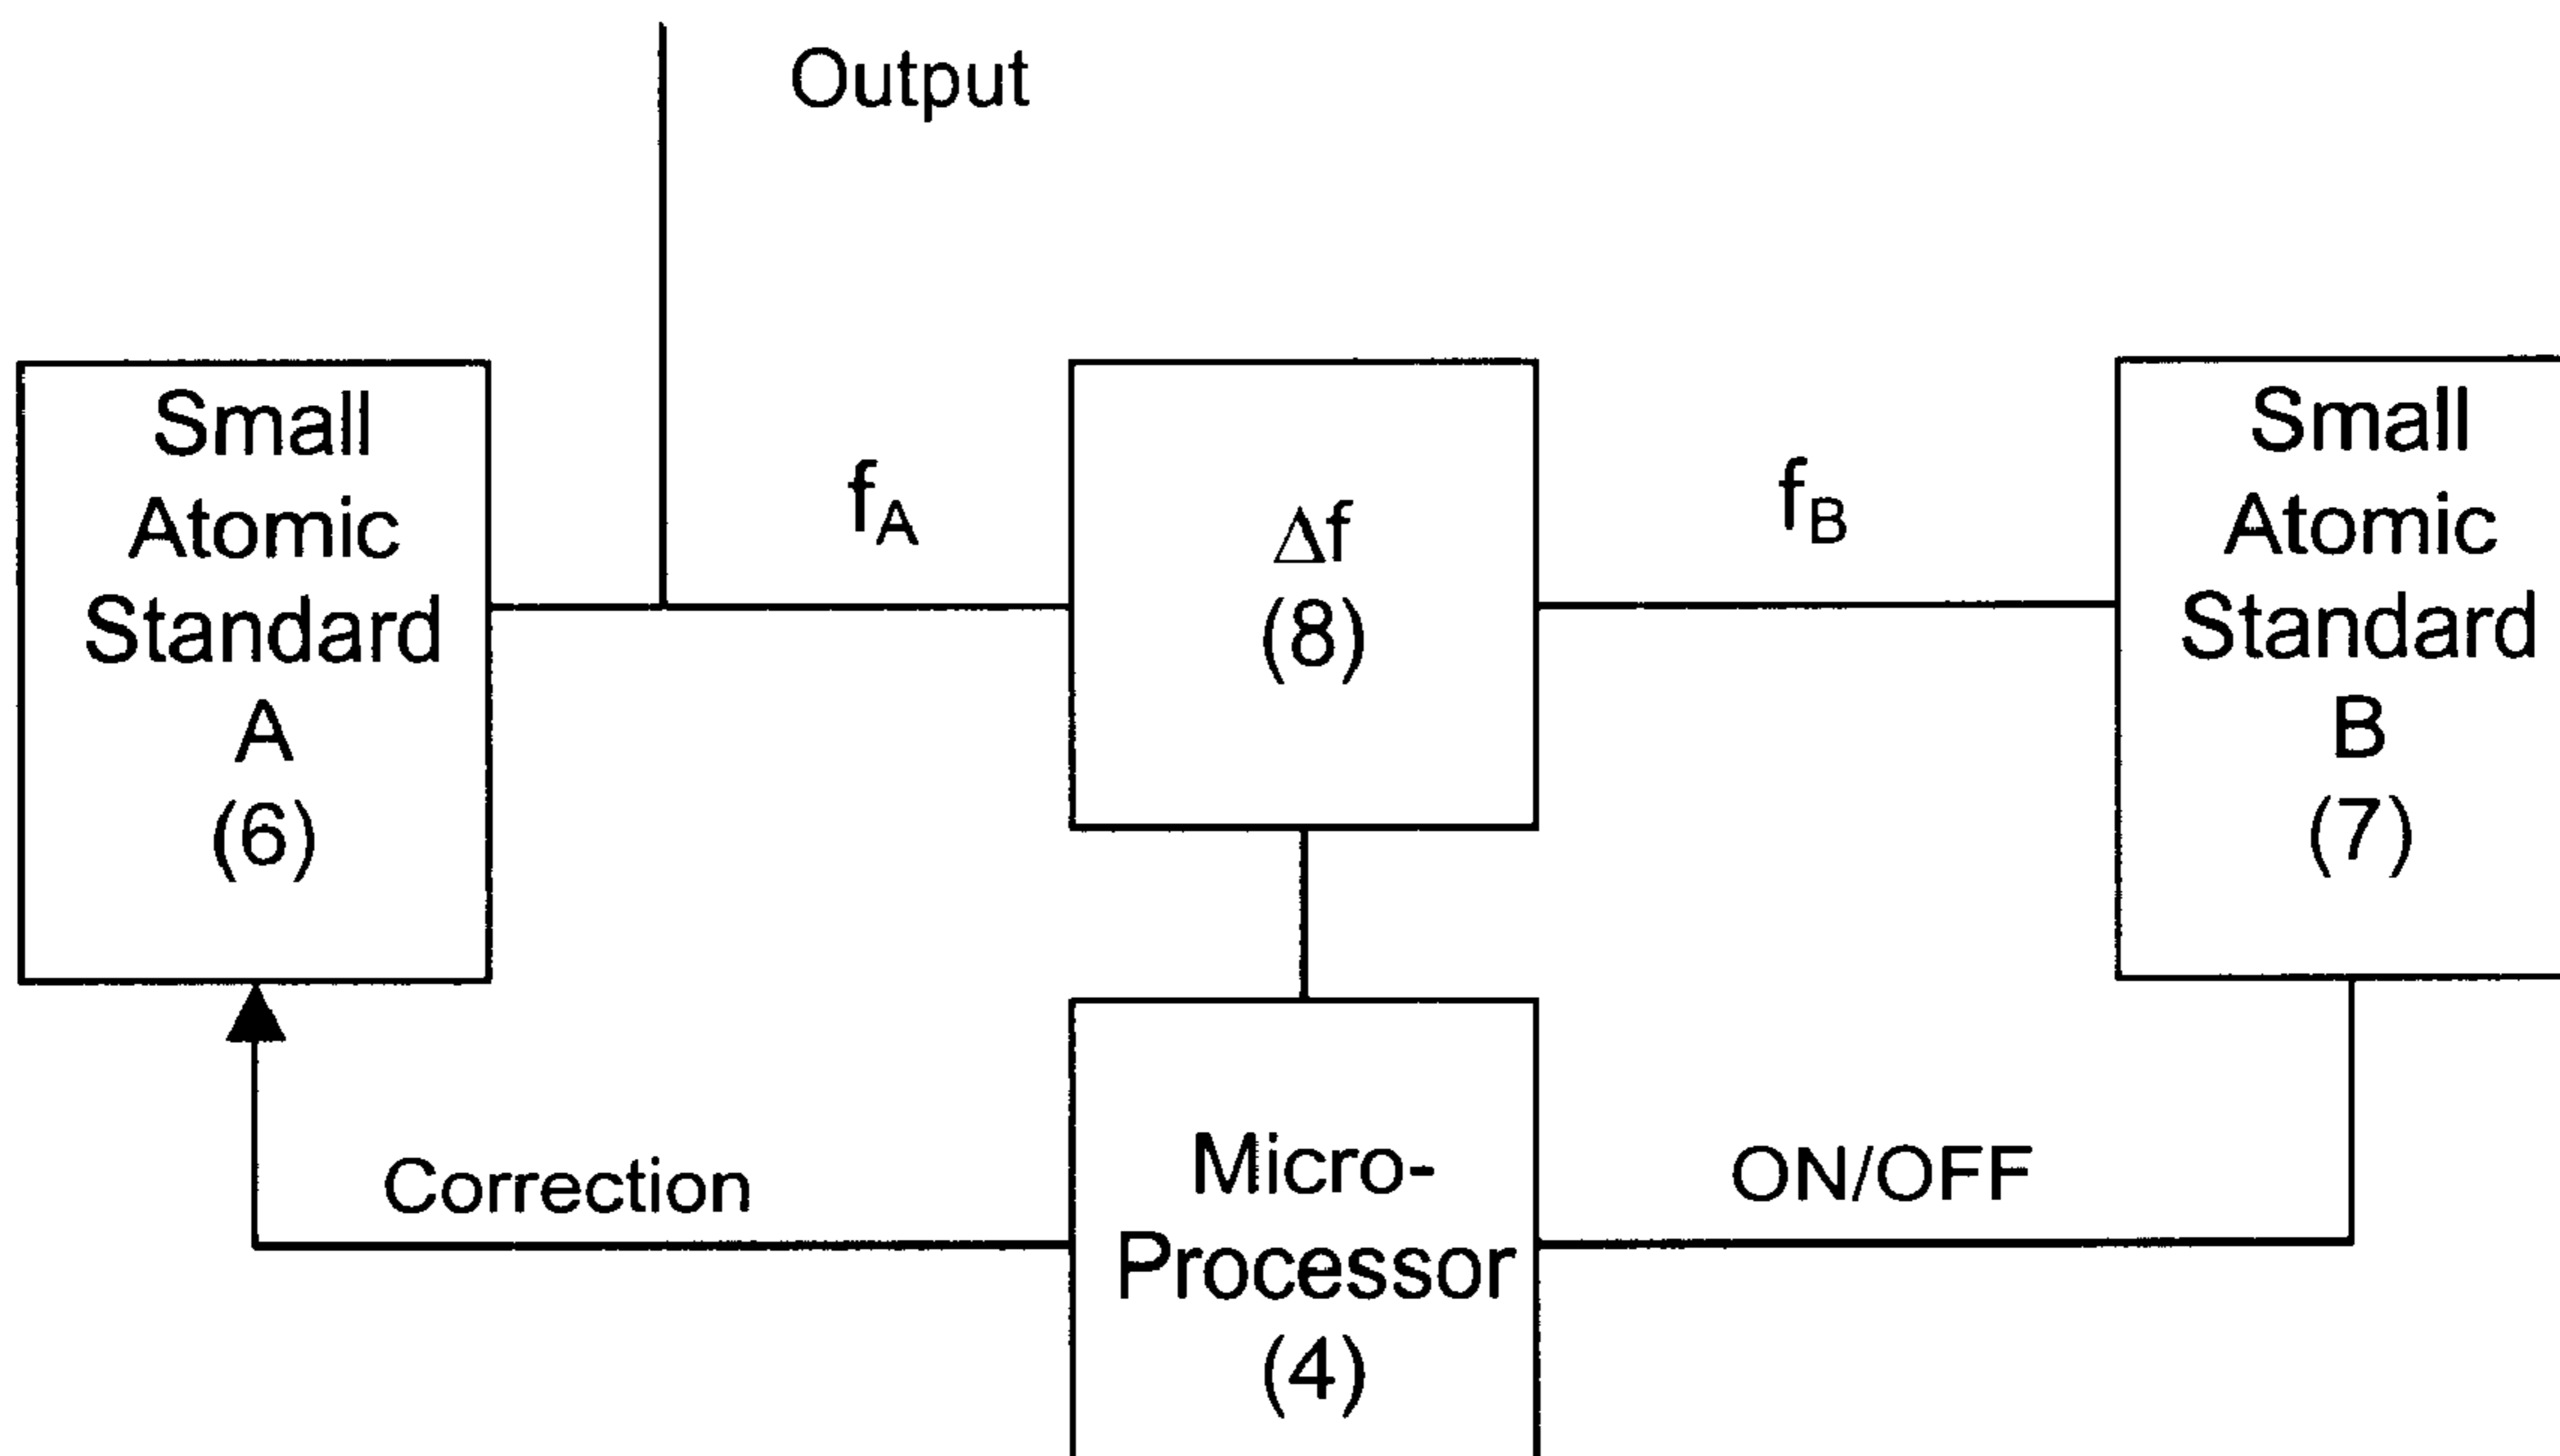 Output
Small
Atomic
Standard
A
(6)
fA
Δf
(8)
fB
Small
Atomic
Standard
B
(7)
Correction
Micro-
Processor
(4)
ON/OFF